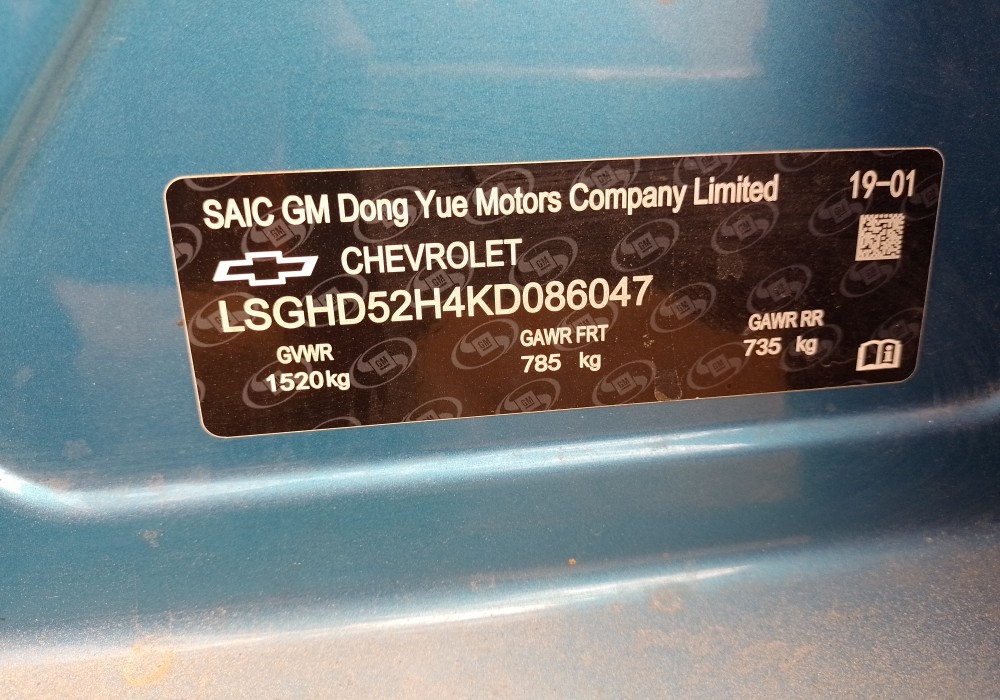 SAIC GM Dong Yue Motors Company Limited 19-01
CHEVROLET
LSGHD52H4KD086047
GVWR GAWR FRT GAWR RR
1520kg 785 kg 735 kg